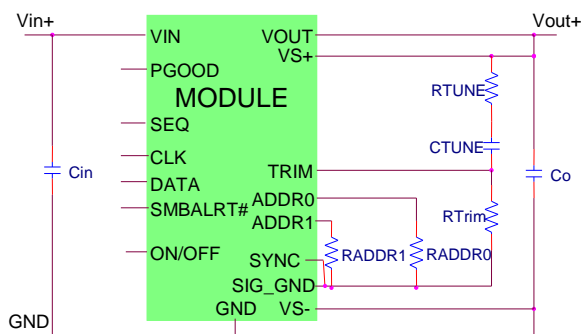 Vin+
VIN
VOUT
Vout+
VS+
PGOOD
RTUNE
MODULE
SEQ
CTUNE
CLK
TRIM
Cin
Co
DATA
ADDR0
SMBALRT#
RTrim
ADDR1
ON/OFF
SYNC
RADDR1
RADDR0
SIG_GND
GND
GND
VS-